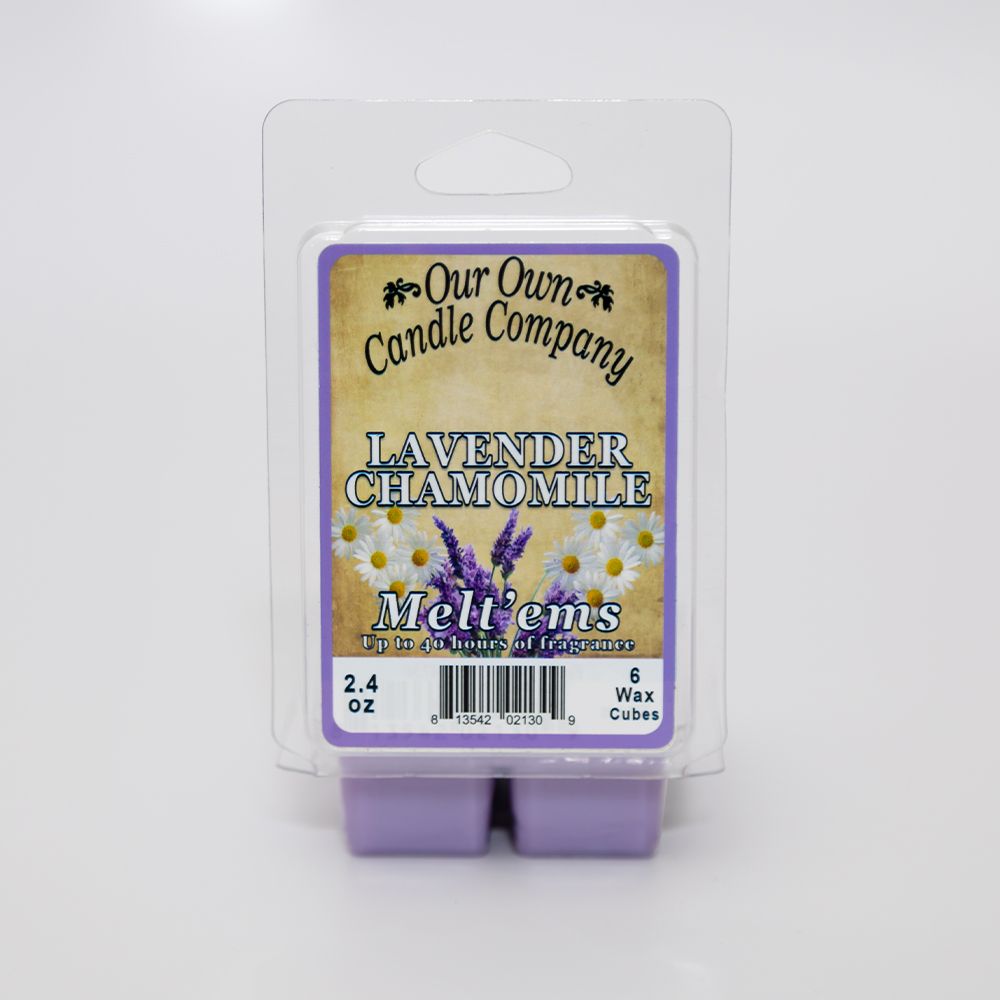 Our Own
Candle Company
LAVENDER
CHAMOMILE
Melt'ems
Up to 40 hours of fragrance
2.4
oz
8 13542 02130 9
6
Wax
Cubes